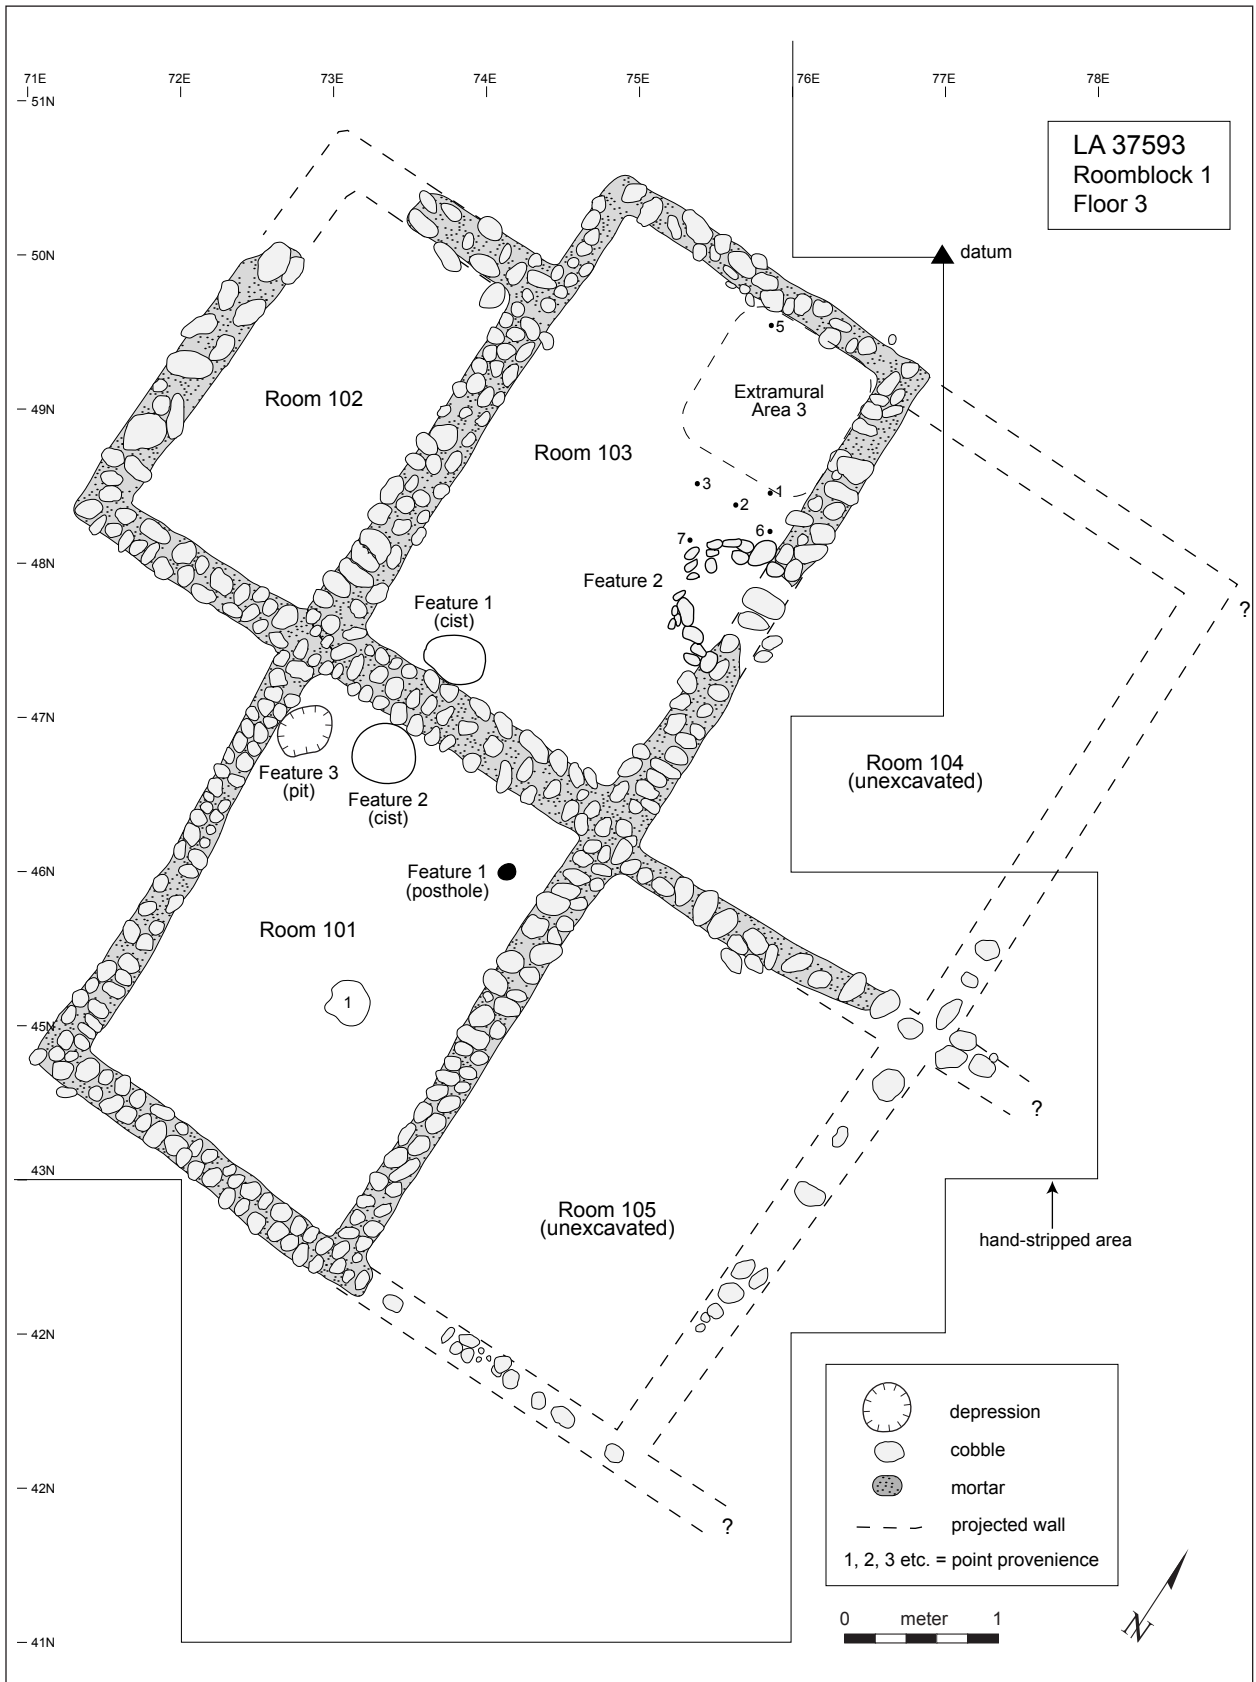 71E 72E 73E 74E 75E 76E 77E 78E
51N
LA 37593
Roomblock 1
Floor 3
50N
datum
5
Extramural
Area 3
Room 102
49N
Room 103
3
1
2
6
7
48N
Feature 2
Feature 1
(cist)
?
47N
Feature 3
(pit)
Feature 2
(cist)
Room 104
(unexcavated)
46N
Feature 1
(posthole)
Room 101
1
45N
?
43N
Room 105
(unexcavated)
hand-stripped area
42N
depression
cobble
mortar
projected wall
1, 2, 3 etc. = point provenience
42N
?
0 meter 1
N
41N